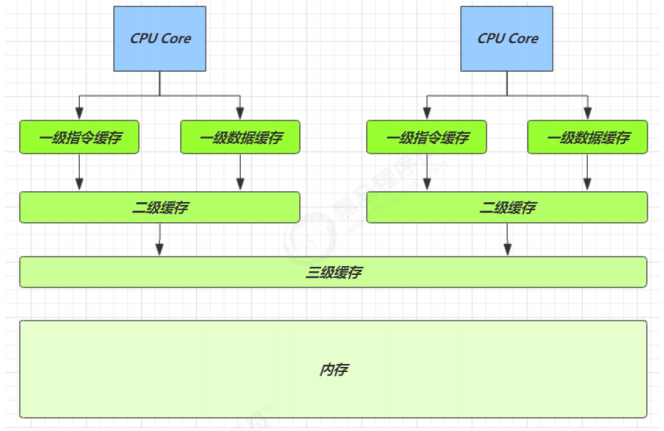 CPU Core
CPU Core
一级指令缓存
一级数据缓存
一级指令缓存
一级数据缓存
二级缓存
二级缓存
三级缓存
内存